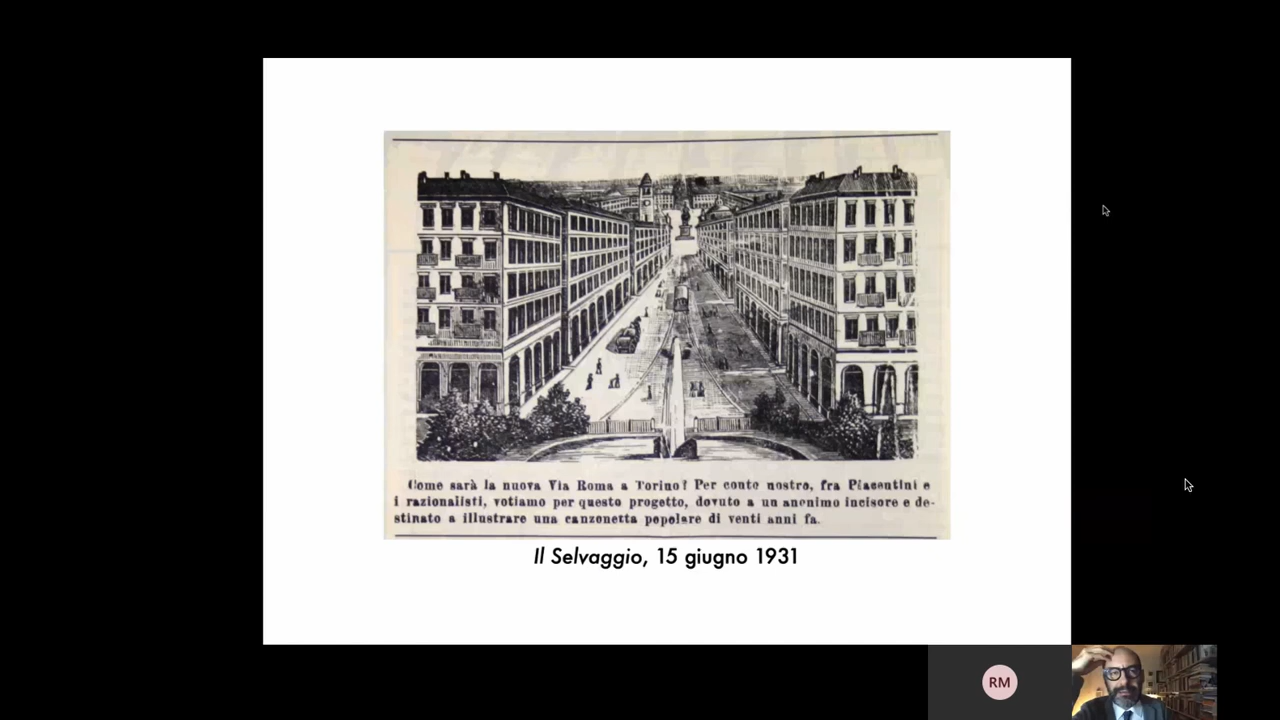 Come sarà la nuova Via Roma a Torino? Per conto nostro, fra Piacentini e
i razionalisti, votiamo per questo progetto, dovuto a un anonimo incisore e de-
stinato a illustrare una canzonetta popolare di venti anni fa.
Il Selvaggio, 15 giugno 1931
RM